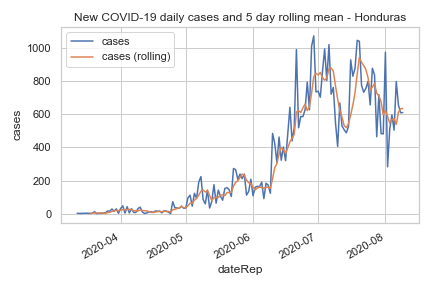 New COVID-19 daily cases and 5 day rolling mean - Honduras
cases
cases (rolling)
1000
800
600
400
200
0
cases
2020-04
2020-05
2020-06
2020-07
2020-08
dateRep